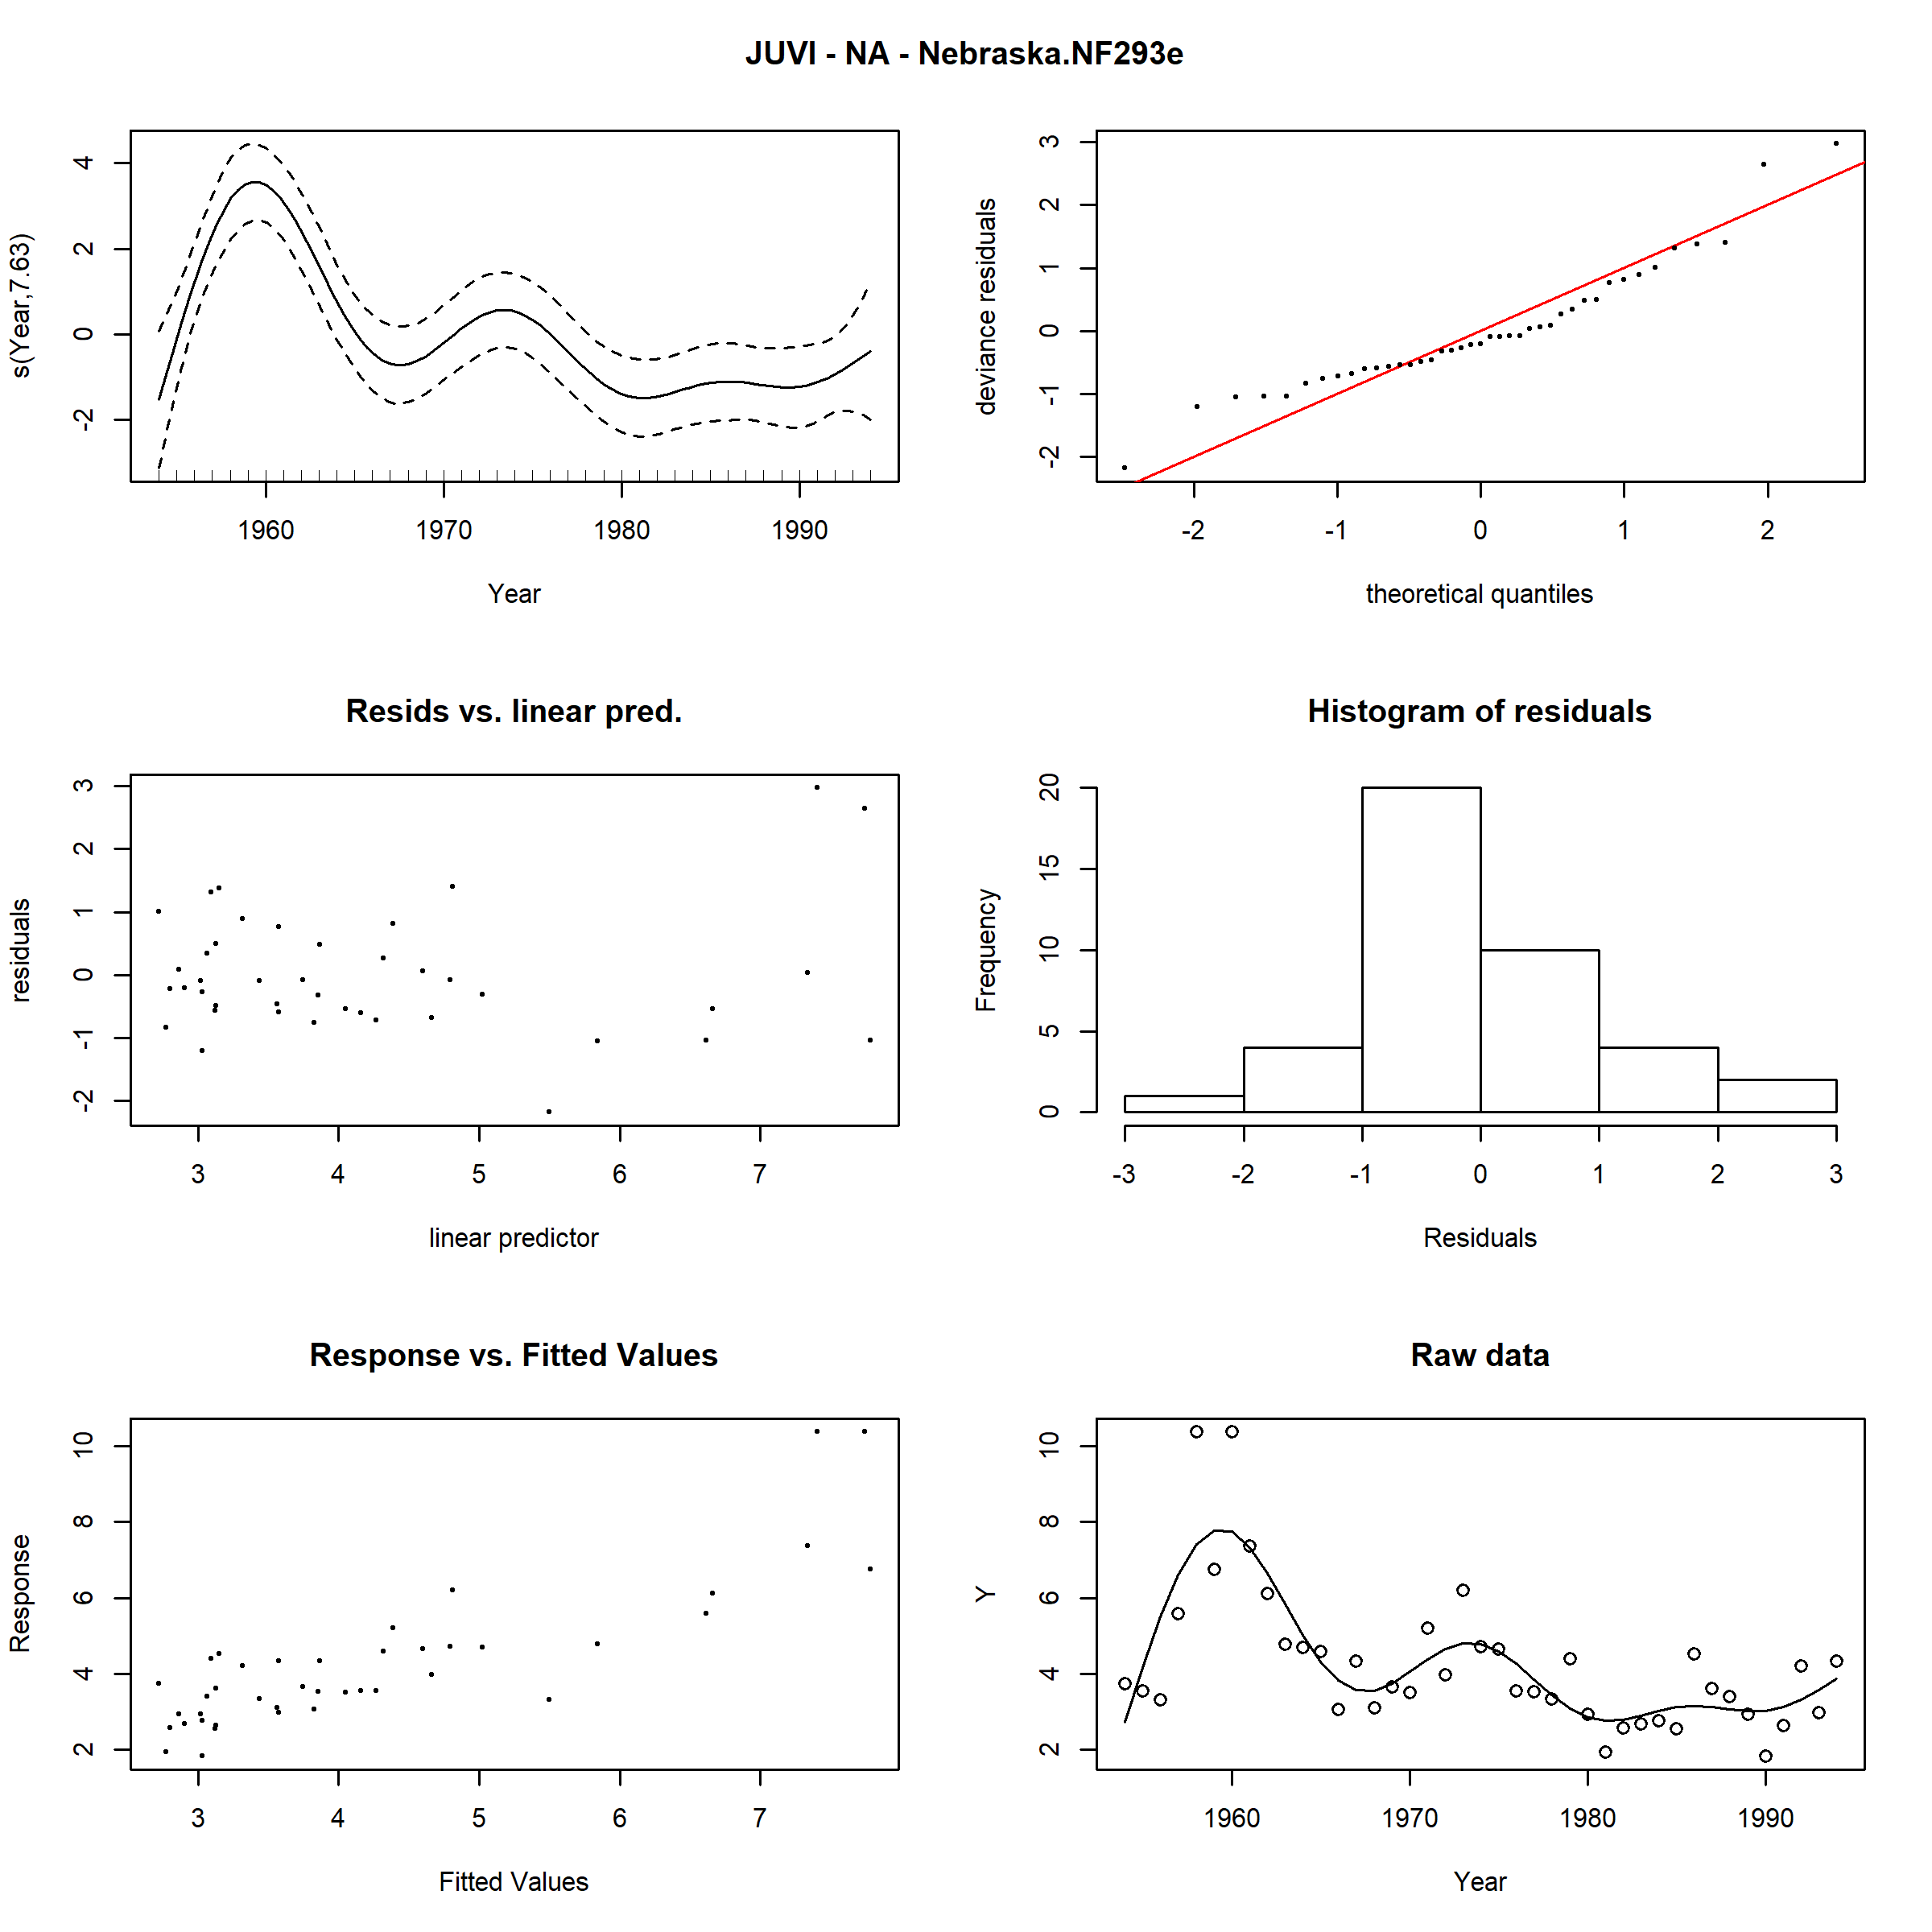 JUVI - NA - Nebraska.NF293e
s(Year,7.63)
4
2
0
-2
1960 1970 1980 1990
Year
deviance residuals
3
2
1
0
-1
-2
-2 -1 0 1 2
theoretical quantiles
Resids vs. linear pred.
residuals
3
2
1
0
-1
-2
3 4 5 6 7
linear predictor
Histogram of residuals
Frequency
20
15
10
5
0
-3 -2 -1 0 1 2 3
Residuals
Response vs. Fitted Values
Response
10
8
6
4
2
3 4 5 6 7
Fitted Values
Raw data
Y
10
8
6
4
2
1960 1970 1980 1990
Year